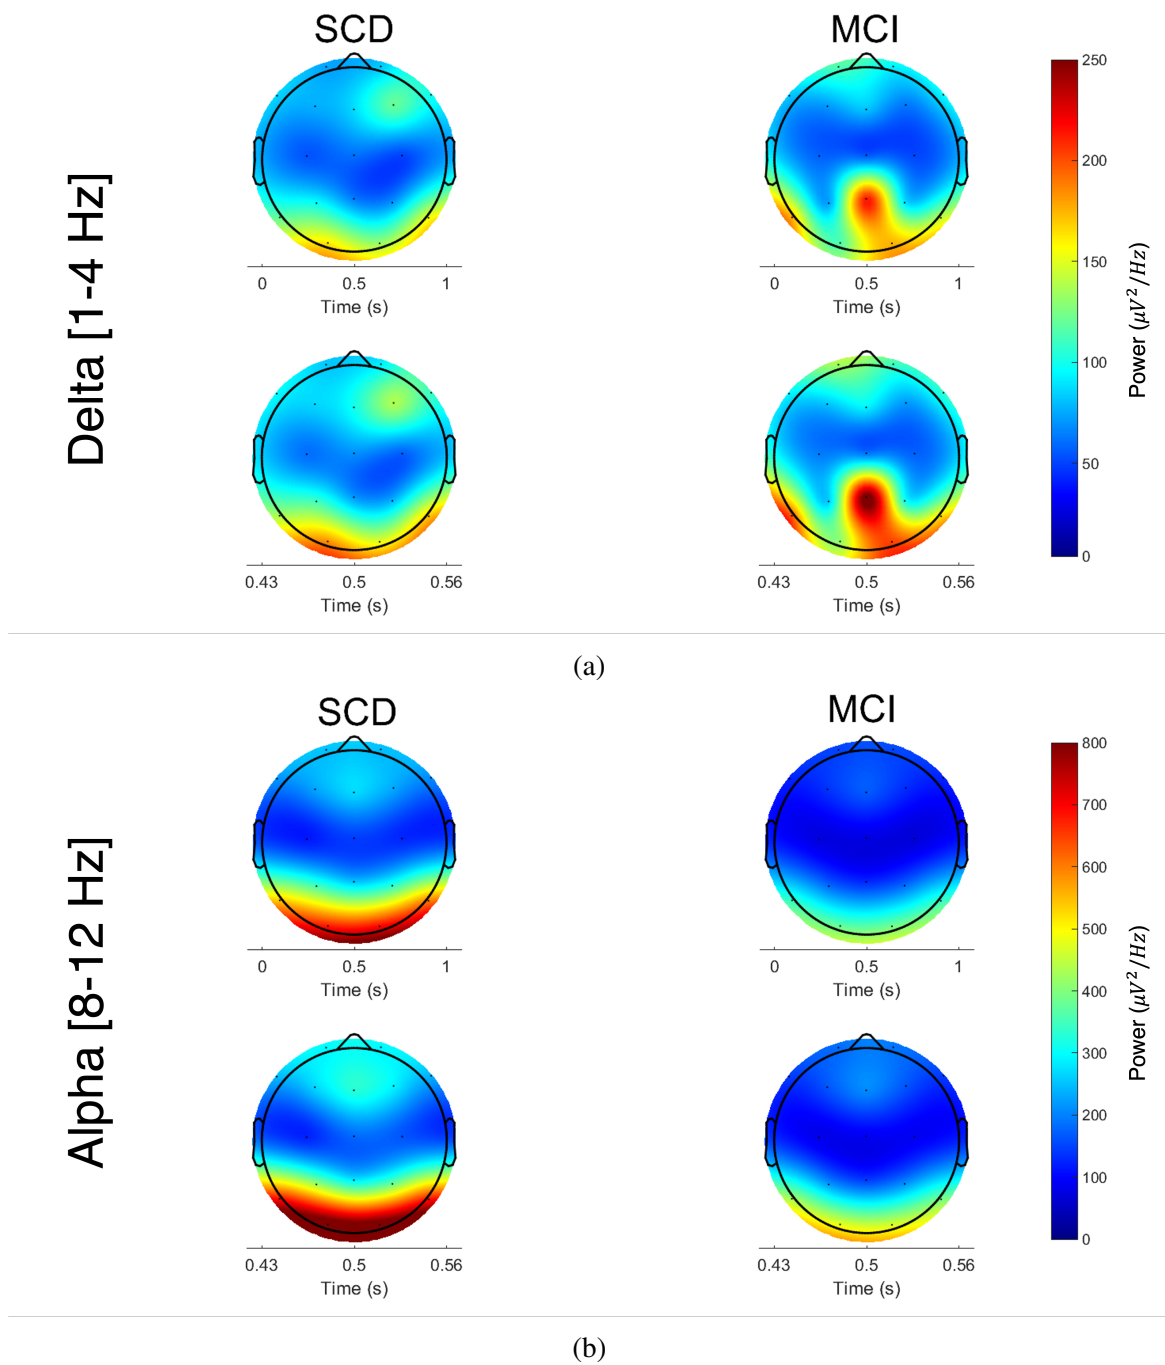 SCD MCI
Delta [1-4 Hz]
0 0.5 1
Time (s)
0 0.5 1
Time (s)
0.43 0.5 0.56
Time (s)
0.43 0.5 0.56
Time (s)
250
200
150
100
50
0
Power (μV²/Hz)
(a)
SCD MCI
Alpha [8-12 Hz]
0 0.5 1
Time (s)
0 0.5 1
Time (s)
0.43 0.5 0.56
Time (s)
0.43 0.5 0.56
Time (s)
800
700
600
500
400
300
200
100
0
Power (μV²/Hz)
(b)